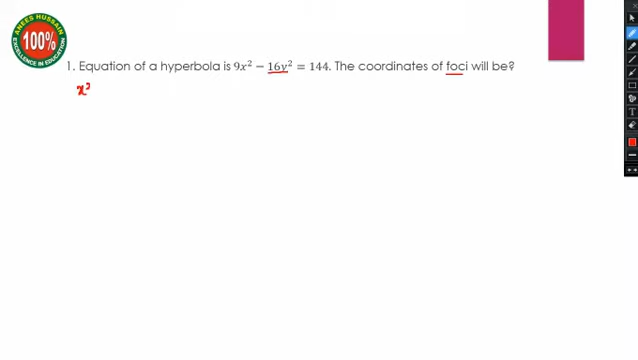 ANEES HUSSAIN
100%
EXCELLENCE IN EDUCATION
1. Equation of a hyperbola is 9x² − 16y² = 144. The coordinates of foci will be?
x²